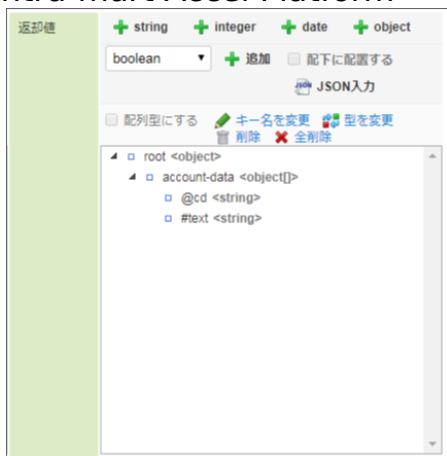 返却値
string integer date object
boolean ▼ 追加 配下に配置する
JSON入力
配列型にする キー名を変更 型を変更
削除 全削除
root <object>
account-data <object[]>
@cd <string>
#text <string>